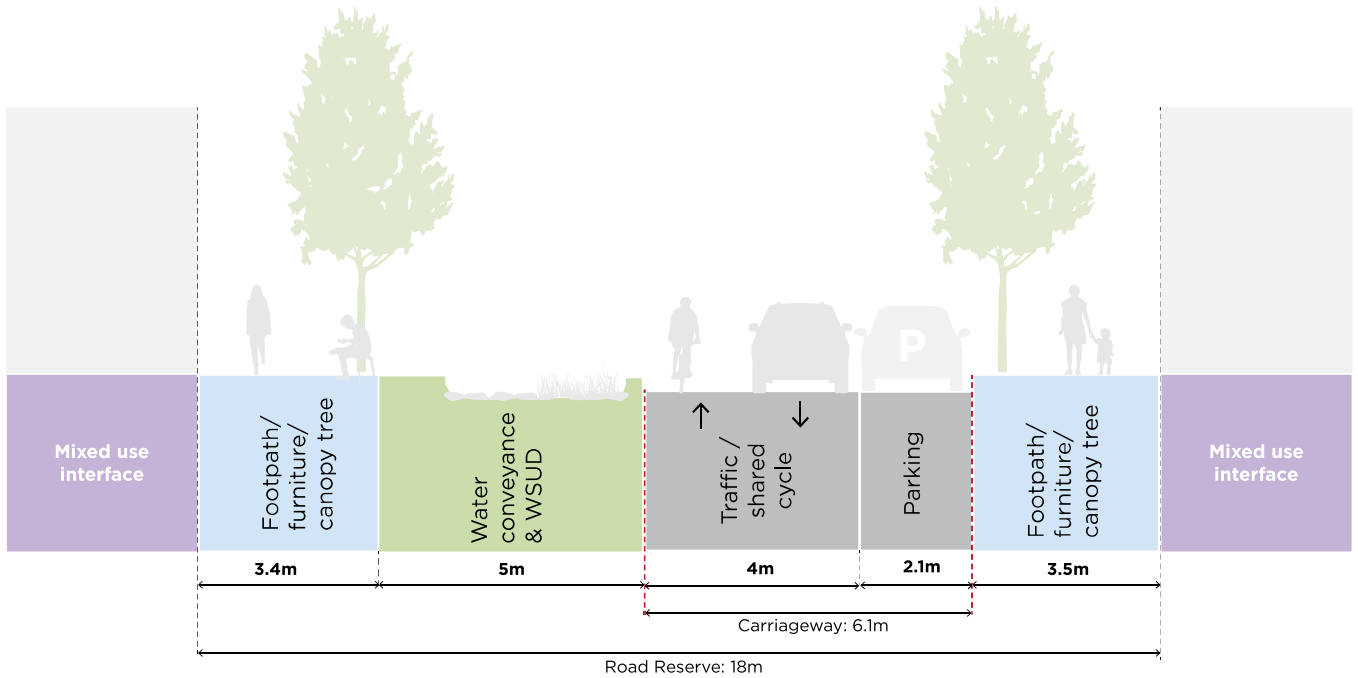 P
Mixed use
interface
Footpath/
furniture/
canopy tree
Water
conveyance
& WSUD
Traffic /
shared
cycle
Parking
Footpath/
furniture/
canopy tree
Mixed use
interface
3.4m
5m
4m
2.1m
3.5m
Carriageway: 6.1m
Road Reserve: 18m